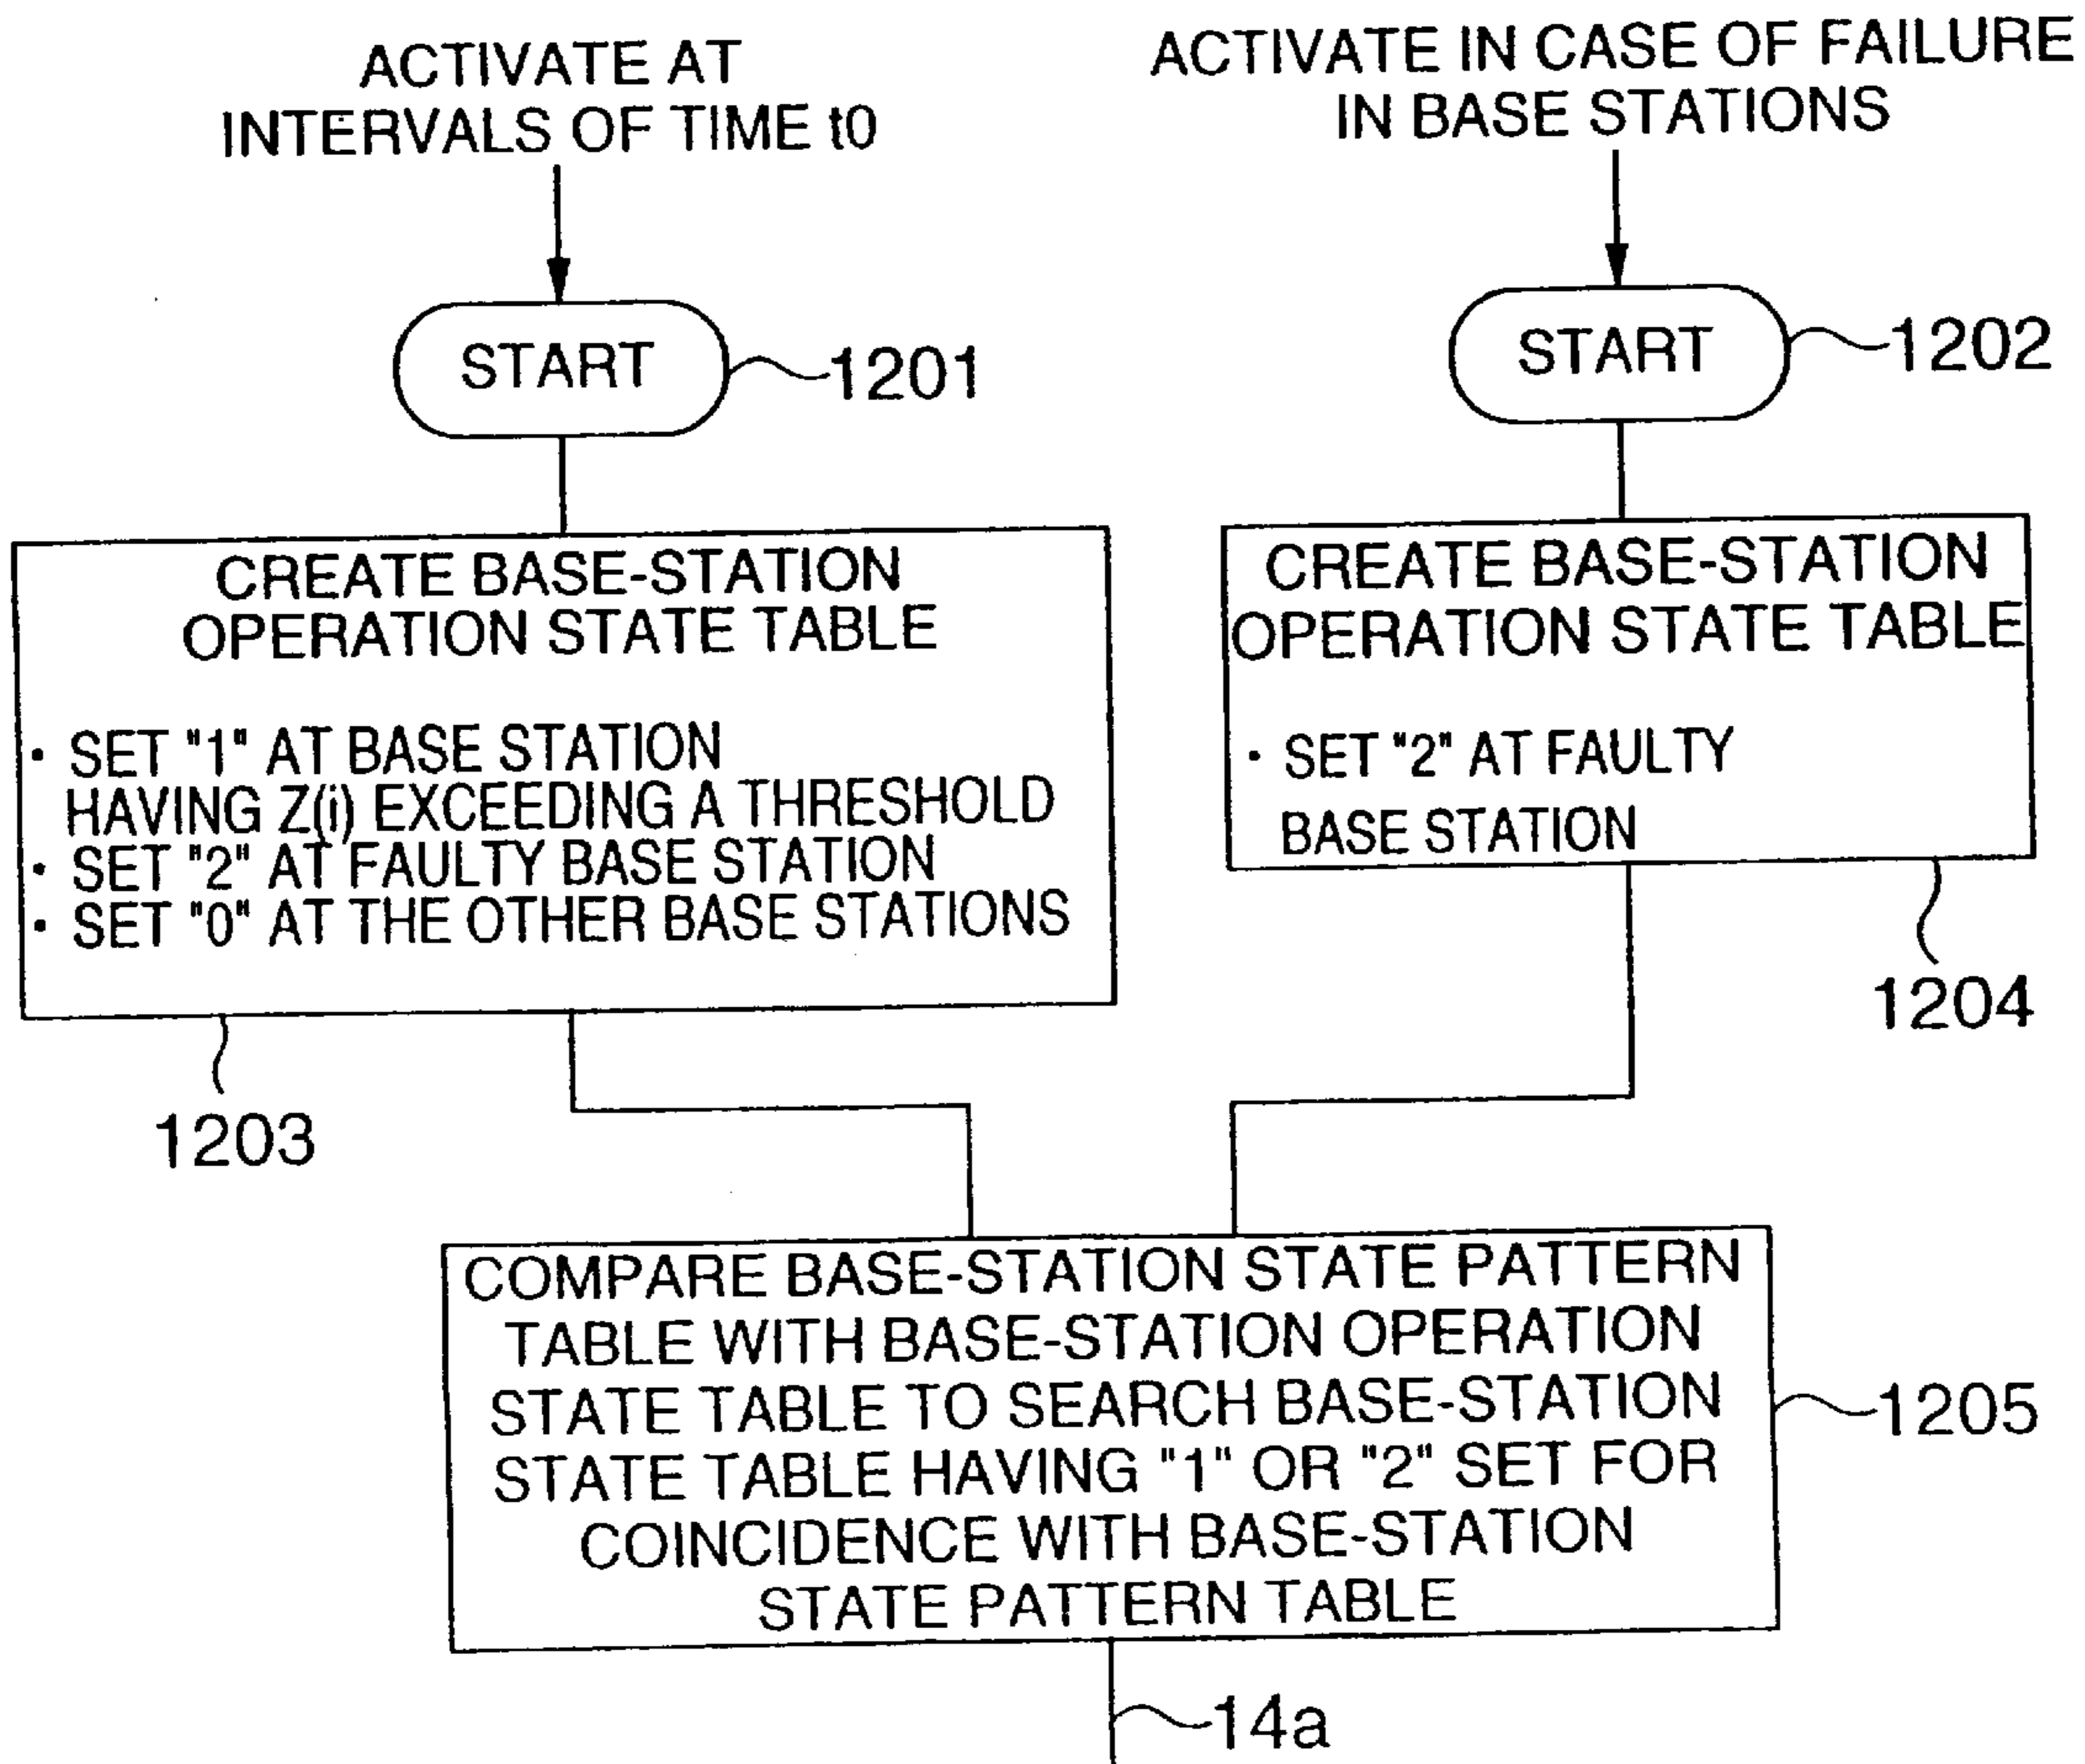 ACTIVATE AT
INTERVALS OF TIME t0
ACTIVATE IN CASE OF FAILURE
IN BASE STATIONS
START
1201
START
1202
CREATE BASE-STATION
OPERATION STATE TABLE
· SET "1" AT BASE STATION
HAVING Z(i) EXCEEDING A THRESHOLD
· SET "2" AT FAULTY BASE STATION
· SET "0" AT THE OTHER BASE STATIONS
1203
CREATE BASE-STATION
OPERATION STATE TABLE
· SET "2" AT FAULTY
BASE STATION
1204
COMPARE BASE-STATION STATE PATTERN
TABLE WITH BASE-STATION OPERATION
STATE TABLE TO SEARCH BASE-STATION
STATE TABLE HAVING "1" OR "2" SET FOR
COINCIDENCE WITH BASE-STATION
STATE PATTERN TABLE
1205
14a